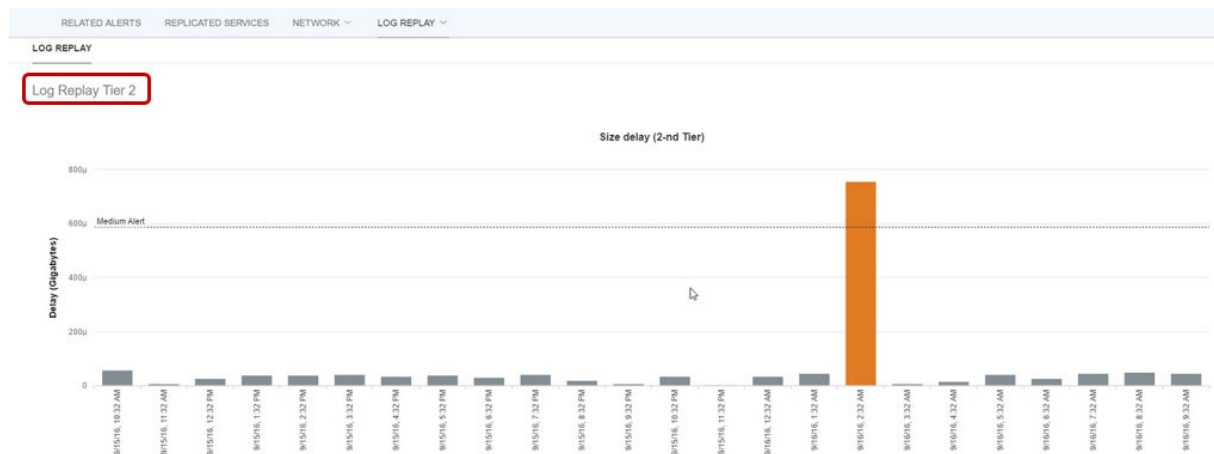 RELATED ALERTS REPLICATED SERVICES NETWORK LOG REPLAY
LOG REPLAY
Log Replay Tier 2
Size delay (2-nd Tier)
800µ
600µ
Medium Alert
400µ
200µ
0
Delay (Gigabytes)
9/15/16, 10:32 AM
9/15/16, 11:32 AM
9/15/16, 12:32 PM
9/15/16, 1:32 PM
9/15/16, 2:32 PM
9/15/16, 3:32 PM
9/15/16, 4:32 PM
9/15/16, 5:32 PM
9/15/16, 6:32 PM
9/15/16, 7:32 PM
9/15/16, 8:32 PM
9/15/16, 9:32 PM
9/15/16, 10:32 PM
9/15/16, 11:32 PM
9/16/16, 12:32 AM
9/16/16, 1:32 AM
9/16/16, 2:32 AM
9/16/16, 3:32 AM
9/16/16, 4:32 AM
9/16/16, 5:32 AM
9/16/16, 6:32 AM
9/16/16, 7:32 AM
9/16/16, 8:32 AM
9/16/16, 9:32 AM